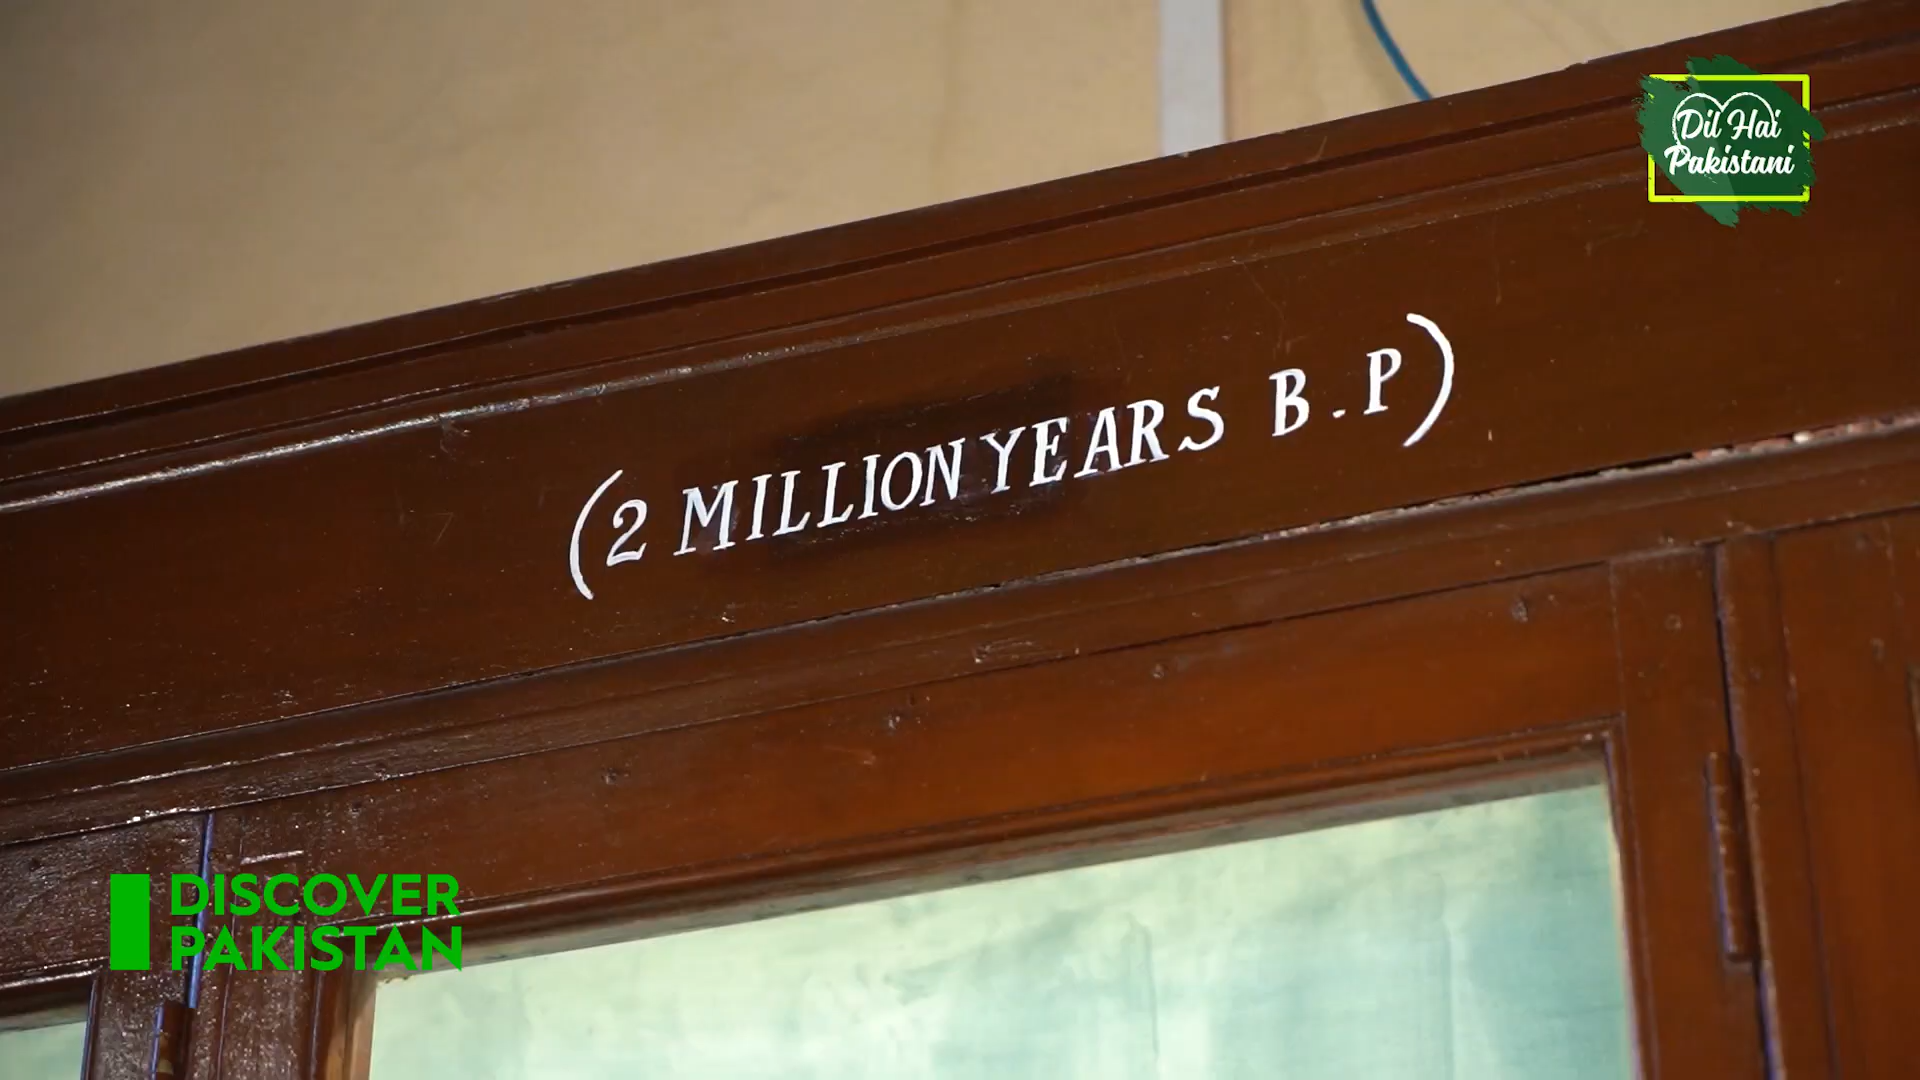 Dil Hai
Pakistani
(2 MILLION YEARS B.P)
DISCOVER
PAKISTAN